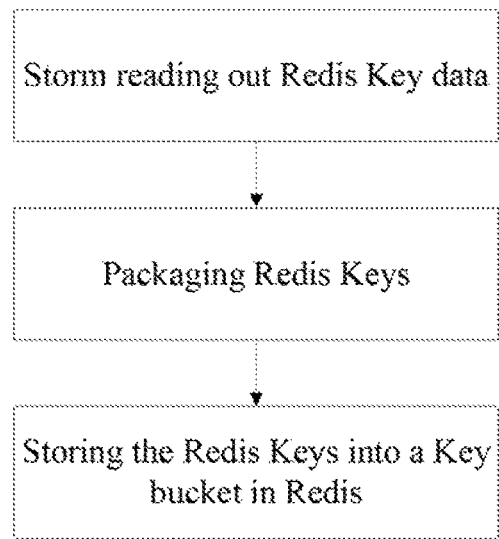 Storm reading out Redis Key data
Packaging Redis Keys
Storing the Redis Keys into a Key
bucket in Redis